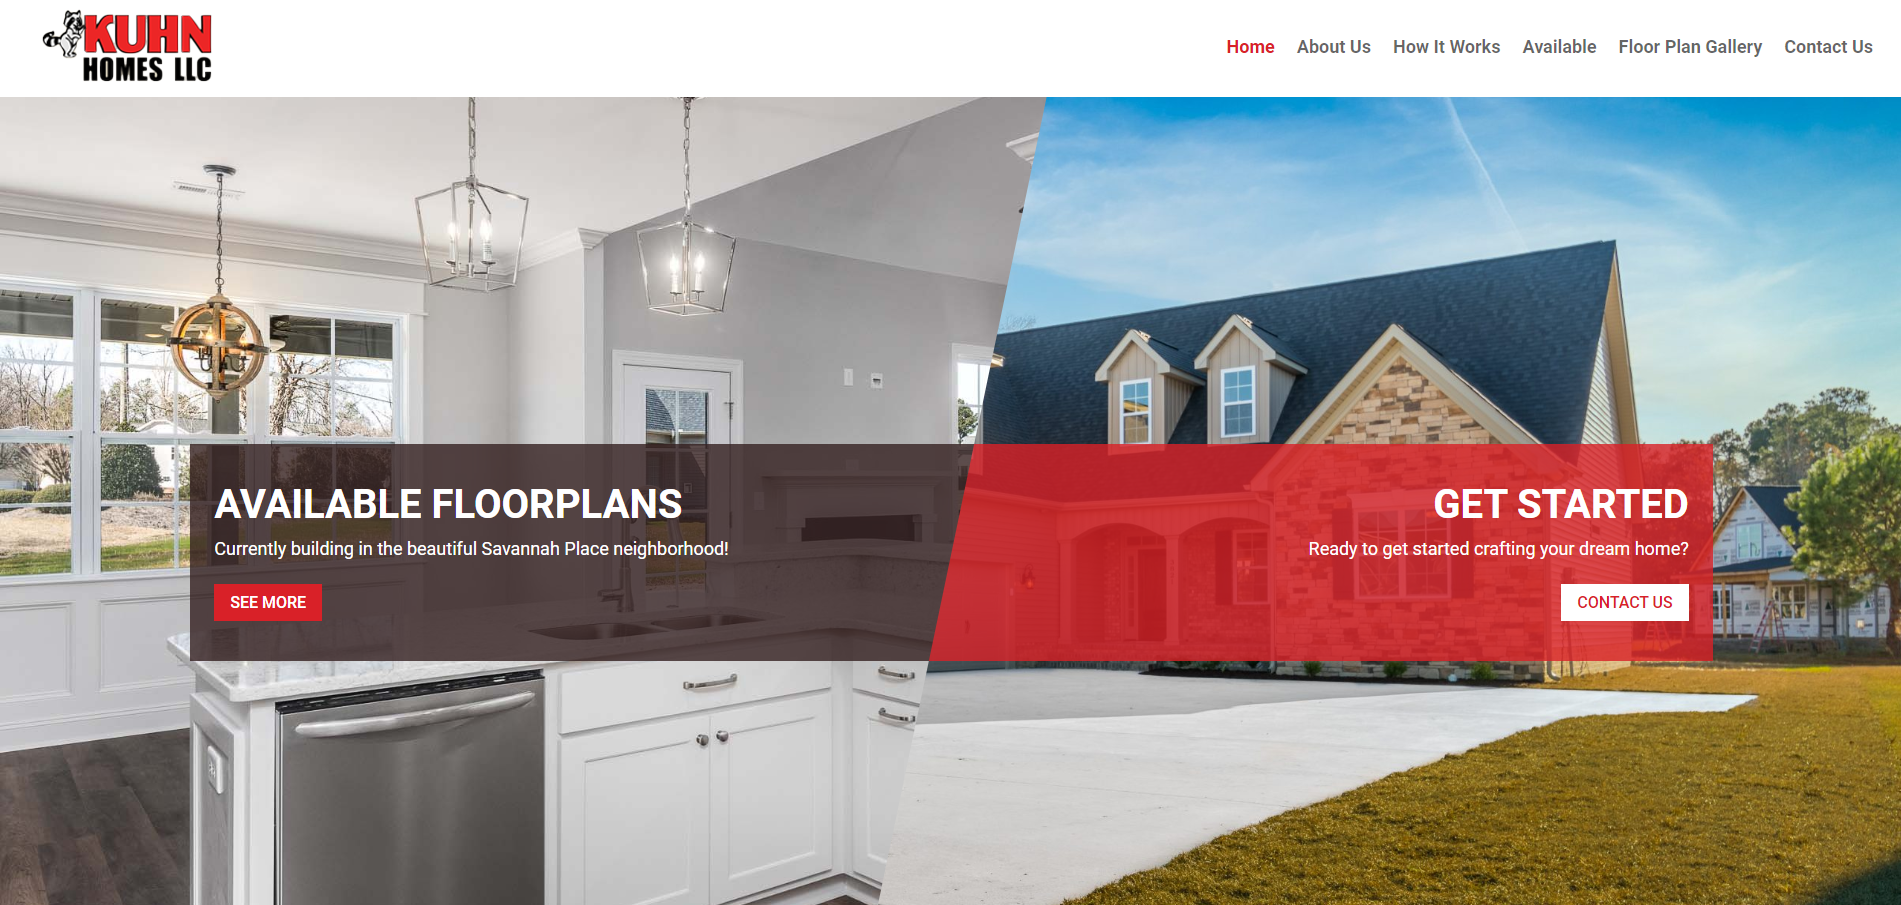 KUHN
HOMES LLC
Home
About Us
How It Works
Available
Floor Plan Gallery
Contact Us
AVAILABLE FLOORPLANS
Currently building in the beautiful Savannah Place neighborhood!
SEE MORE
GET STARTED
Ready to get started crafting your dream home?
CONTACT US